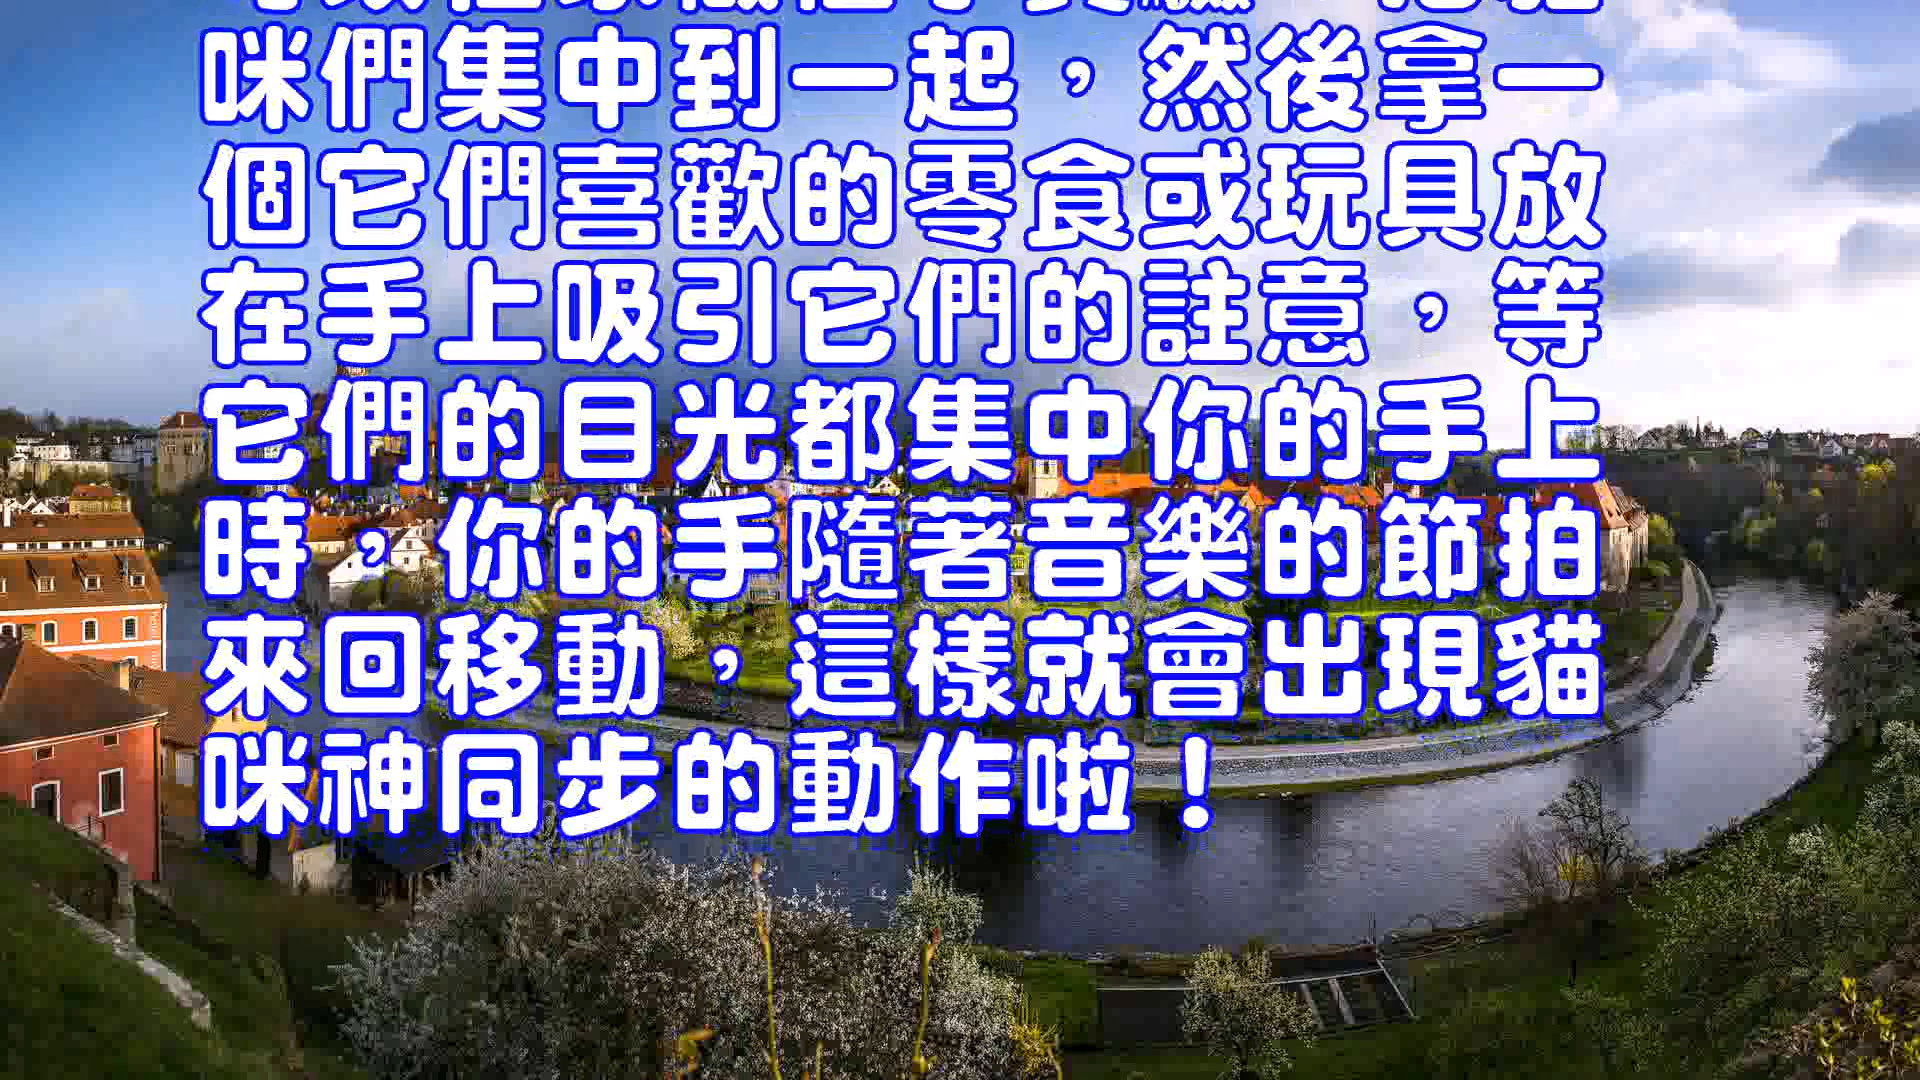 咪們集中到一起，然後拿一
個它們喜歡的零食或玩具放
在手上吸引它們的註意，等
它們的目光都集中你的手上
時，你的手隨著音樂的節拍
來回移動，這樣就會出現貓
咪神同步的動作啦！